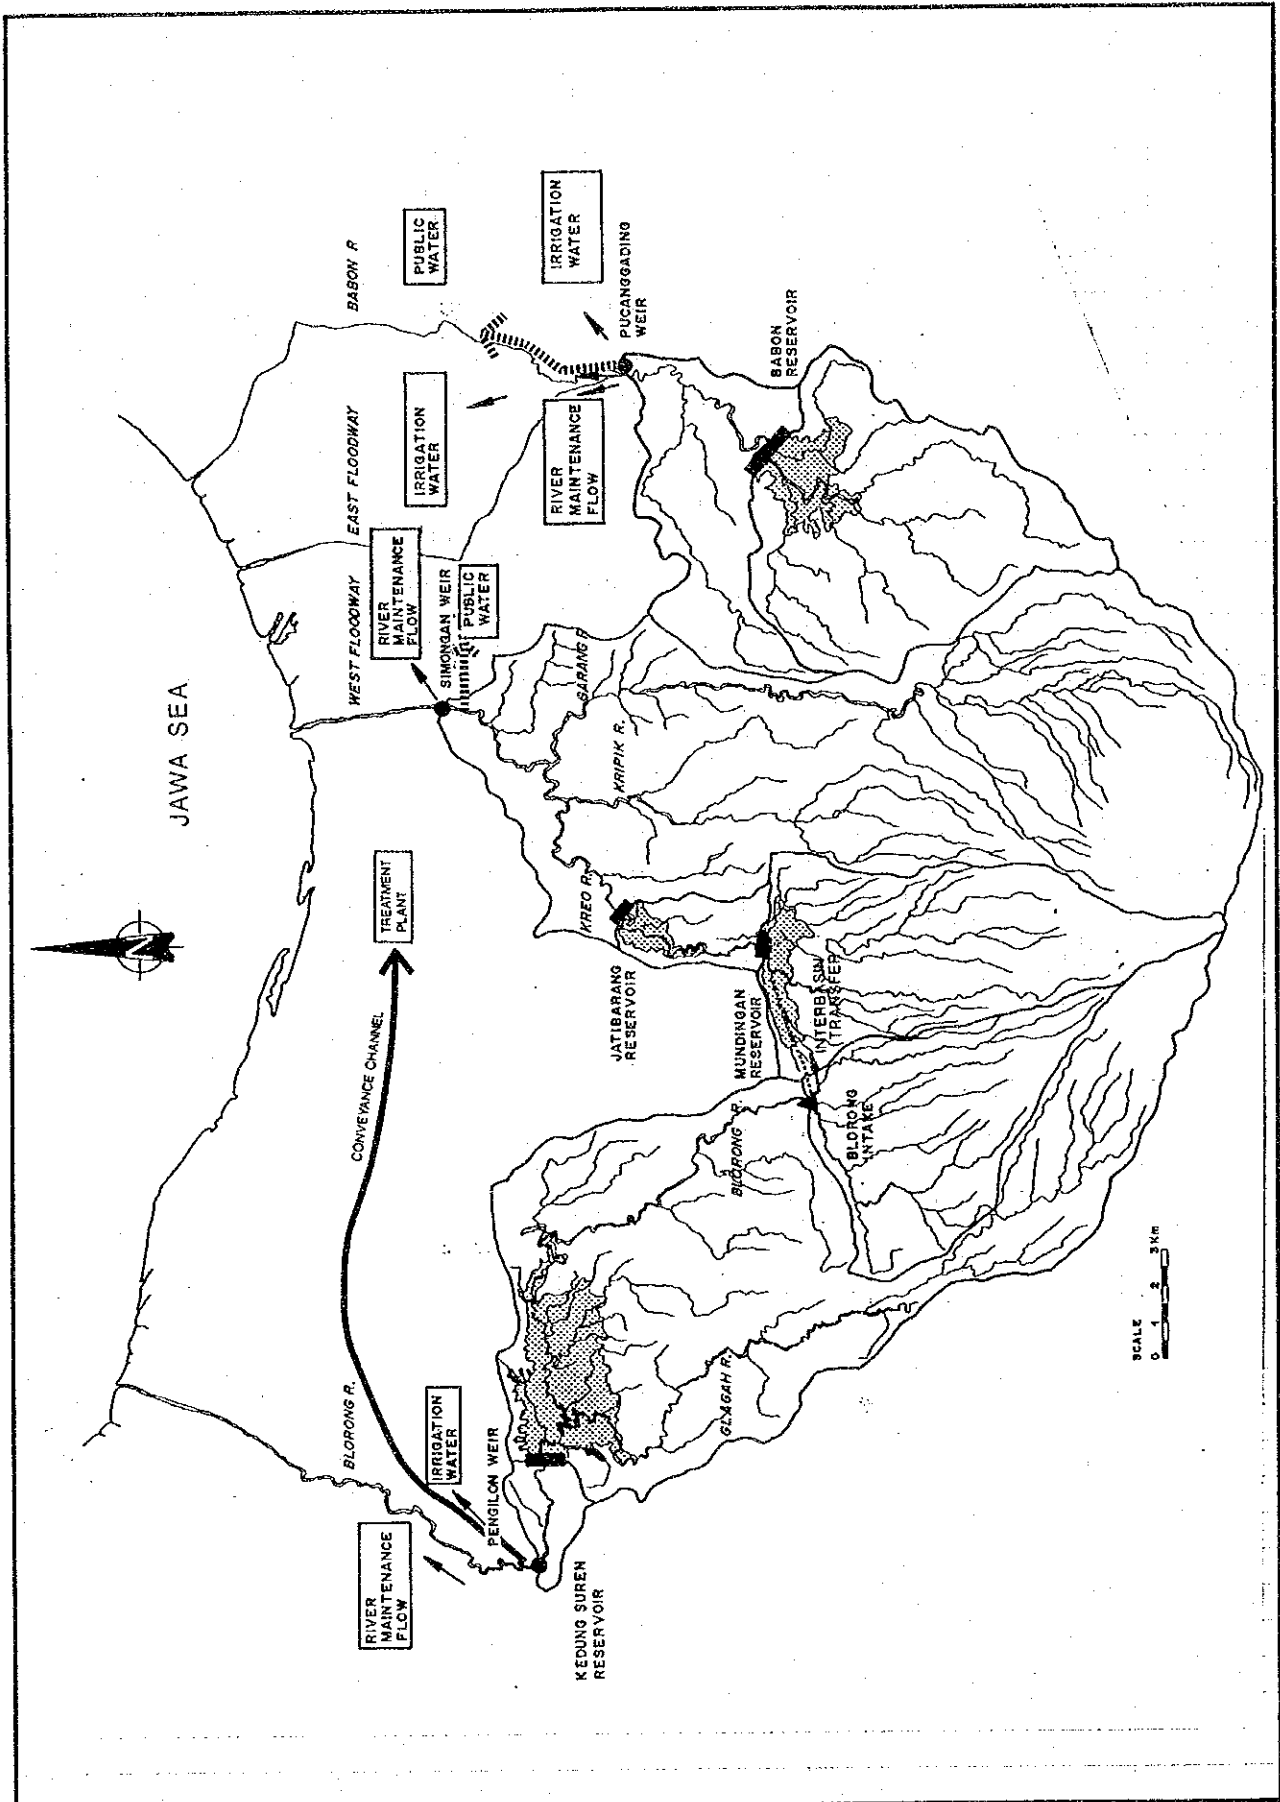 JAWA SEA
N
BLORONG R.
CONVEYANCE CHANNEL
TREATMENT
PLANT
WEST FLOODWAY
EAST FLOODWAY
BABON R
RIVER
MAINTENANCE
FLOW
IRRIGATION
WATER
PENGILON WEIR
KEDUNG SUREN
RESERVOIR
RIVER
MAINTENANCE
FLOW
SIMONGAN WEIR
PUBLIC
WATER
IRRIGATION
WATER
PUBLIC
WATER
RIVER
MAINTENANCE
FLOW
IRRIGATION
WATER
PUCANGGADING
WEIR
GARANG R.
KRIPIK R.
KREO R.
JATIBARANG
RESERVOIR
MUNDINGAN
RESERVOIR
INTERBASIN
TRANSFER
BABON
RESERVOIR
BLORONG R.
BLORONG
INTAKE
GLAGAH R.
SCALE
0 1 2 3Km